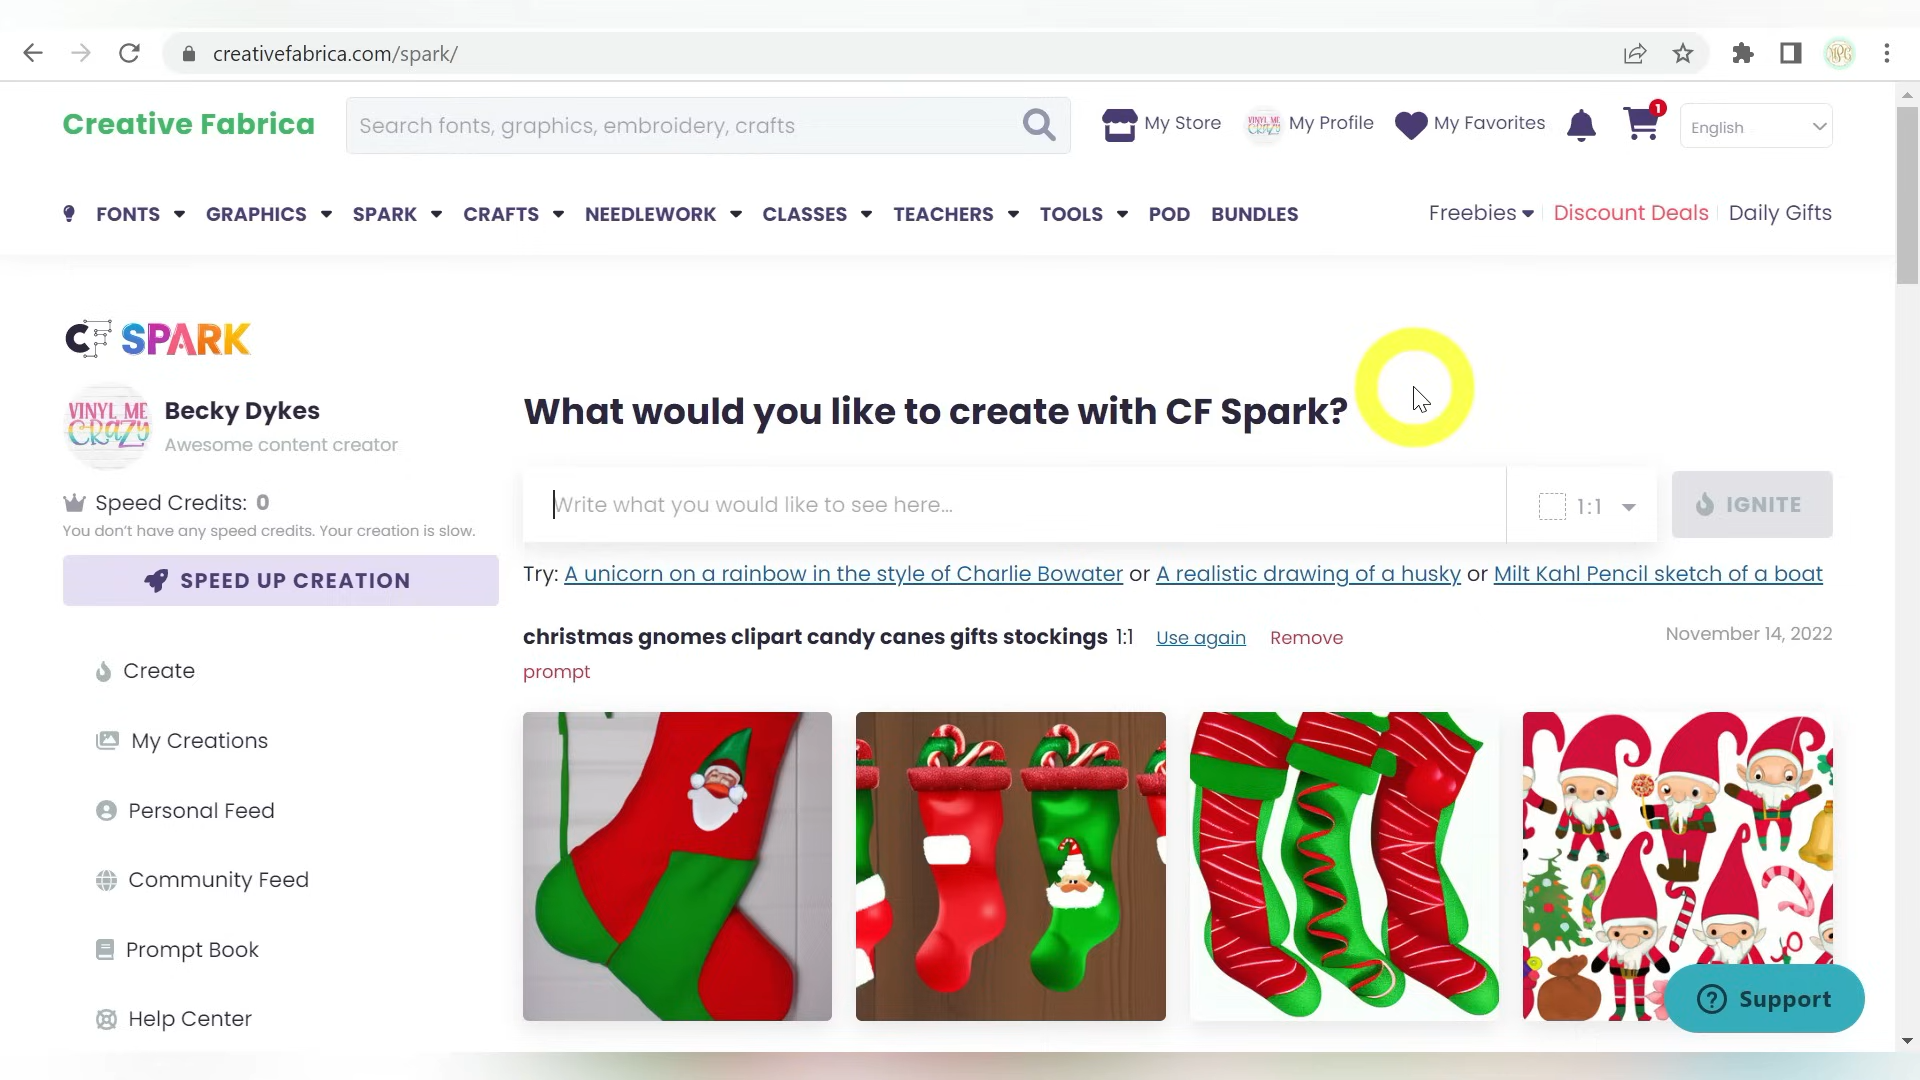 creativefabrica.com/spark/
Creative Fabrica
Search fonts, graphics, embroidery, crafts
My Store
My Profile
My Favorites
1
English
FONTS
GRAPHICS
SPARK
CRAFTS
NEEDLEWORK
CLASSES
TEACHERS
TOOLS
POD
BUNDLES
Freebies
Discount Deals
Daily Gifts
CF SPARK
VINYL ME
CRAZY
Becky Dykes
Awesome content creator
Speed Credits: 0
You don't have any speed credits. Your creation is slow.
SPEED UP CREATION
Create
My Creations
Personal Feed
Community Feed
Prompt Book
Help Center
What would you like to create with CF Spark?
Write what you would like to see here...
1:1
IGNITE
Try: A unicorn on a rainbow in the style of Charlie Bowater or A realistic drawing of a husky or Milt Kahl Pencil sketch of a boat
christmas gnomes clipart candy canes gifts stockings 1:1 Use again Remove
prompt
November 14, 2022
Support